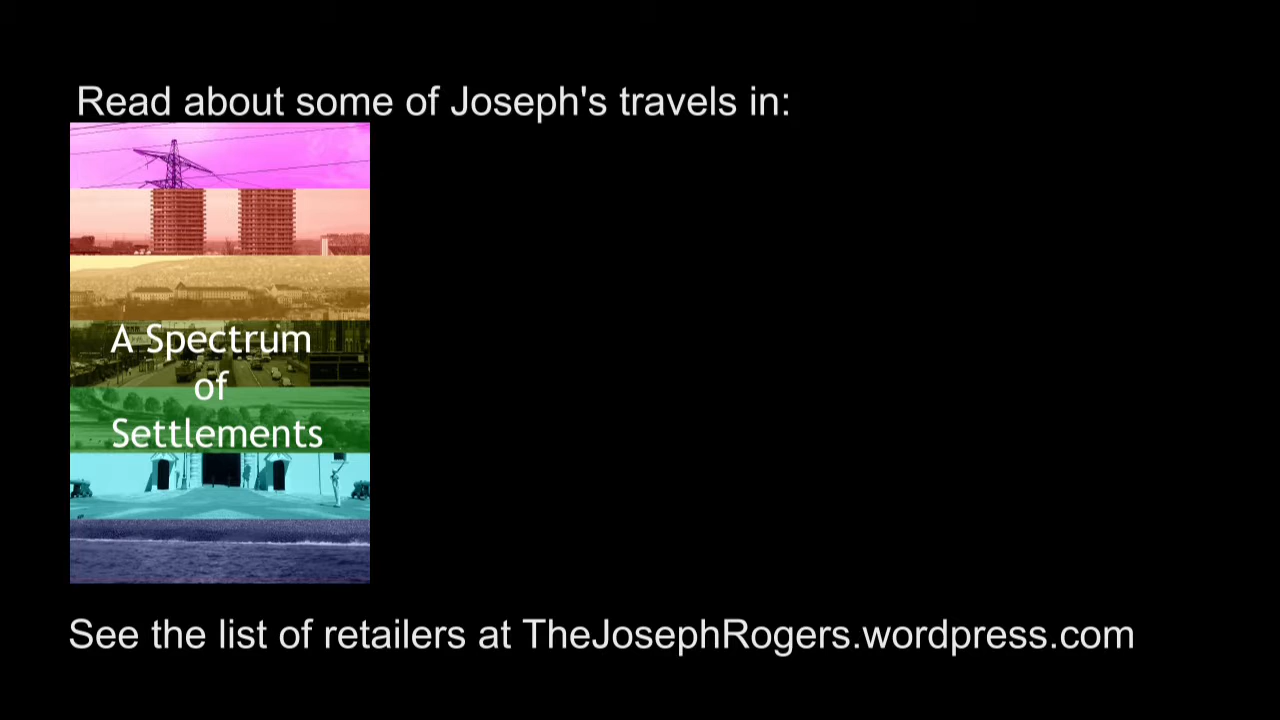 Read about some of Joseph's travels in:
A Spectrum
of
Settlements
See the list of retailers at TheJosephRogers.wordpress.com